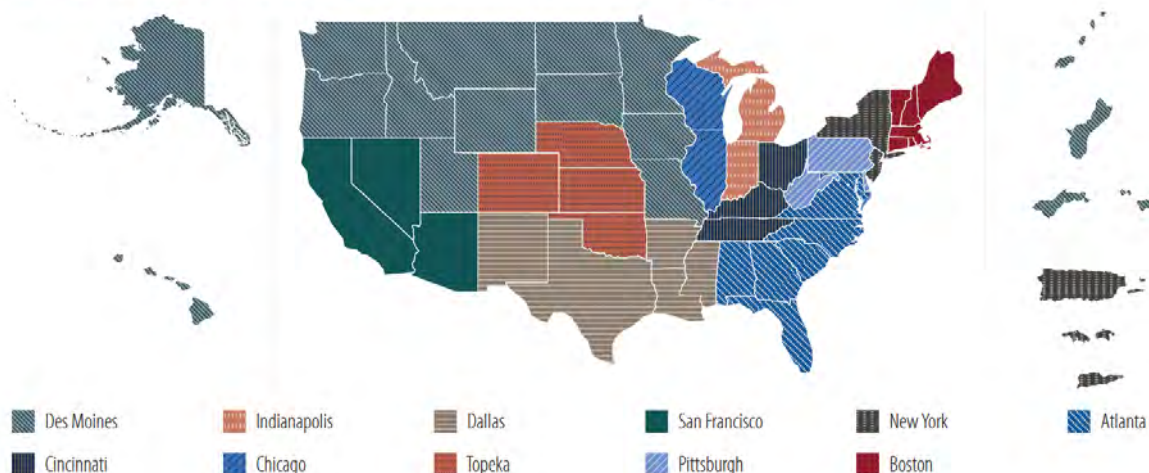 Des Moines Indianapolis Dallas San Francisco New York Atlanta
Cincinnati Chicago Topeka Pittsburgh Boston